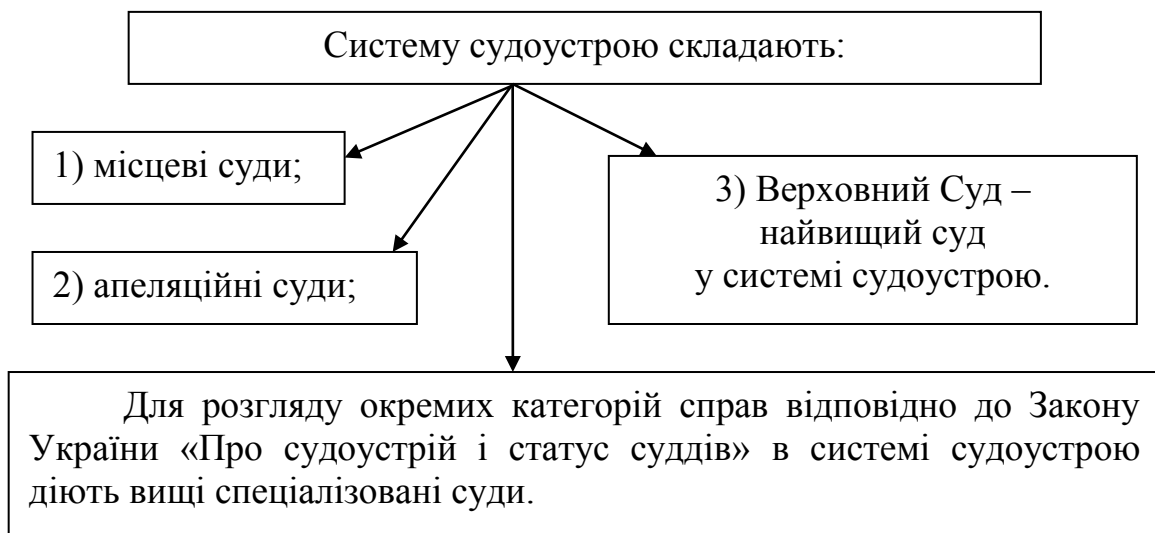 Систему судоустрою складають:
1) місцеві суди;
2) апеляційні суди;
3) Верховний Суд –
найвищий суд
у системі судоустрою.
Для розгляду окремих категорій справ відповідно до Закону
України «Про судоустрій і статус суддів» в системі судоустрою
діють вищі спеціалізовані суди.